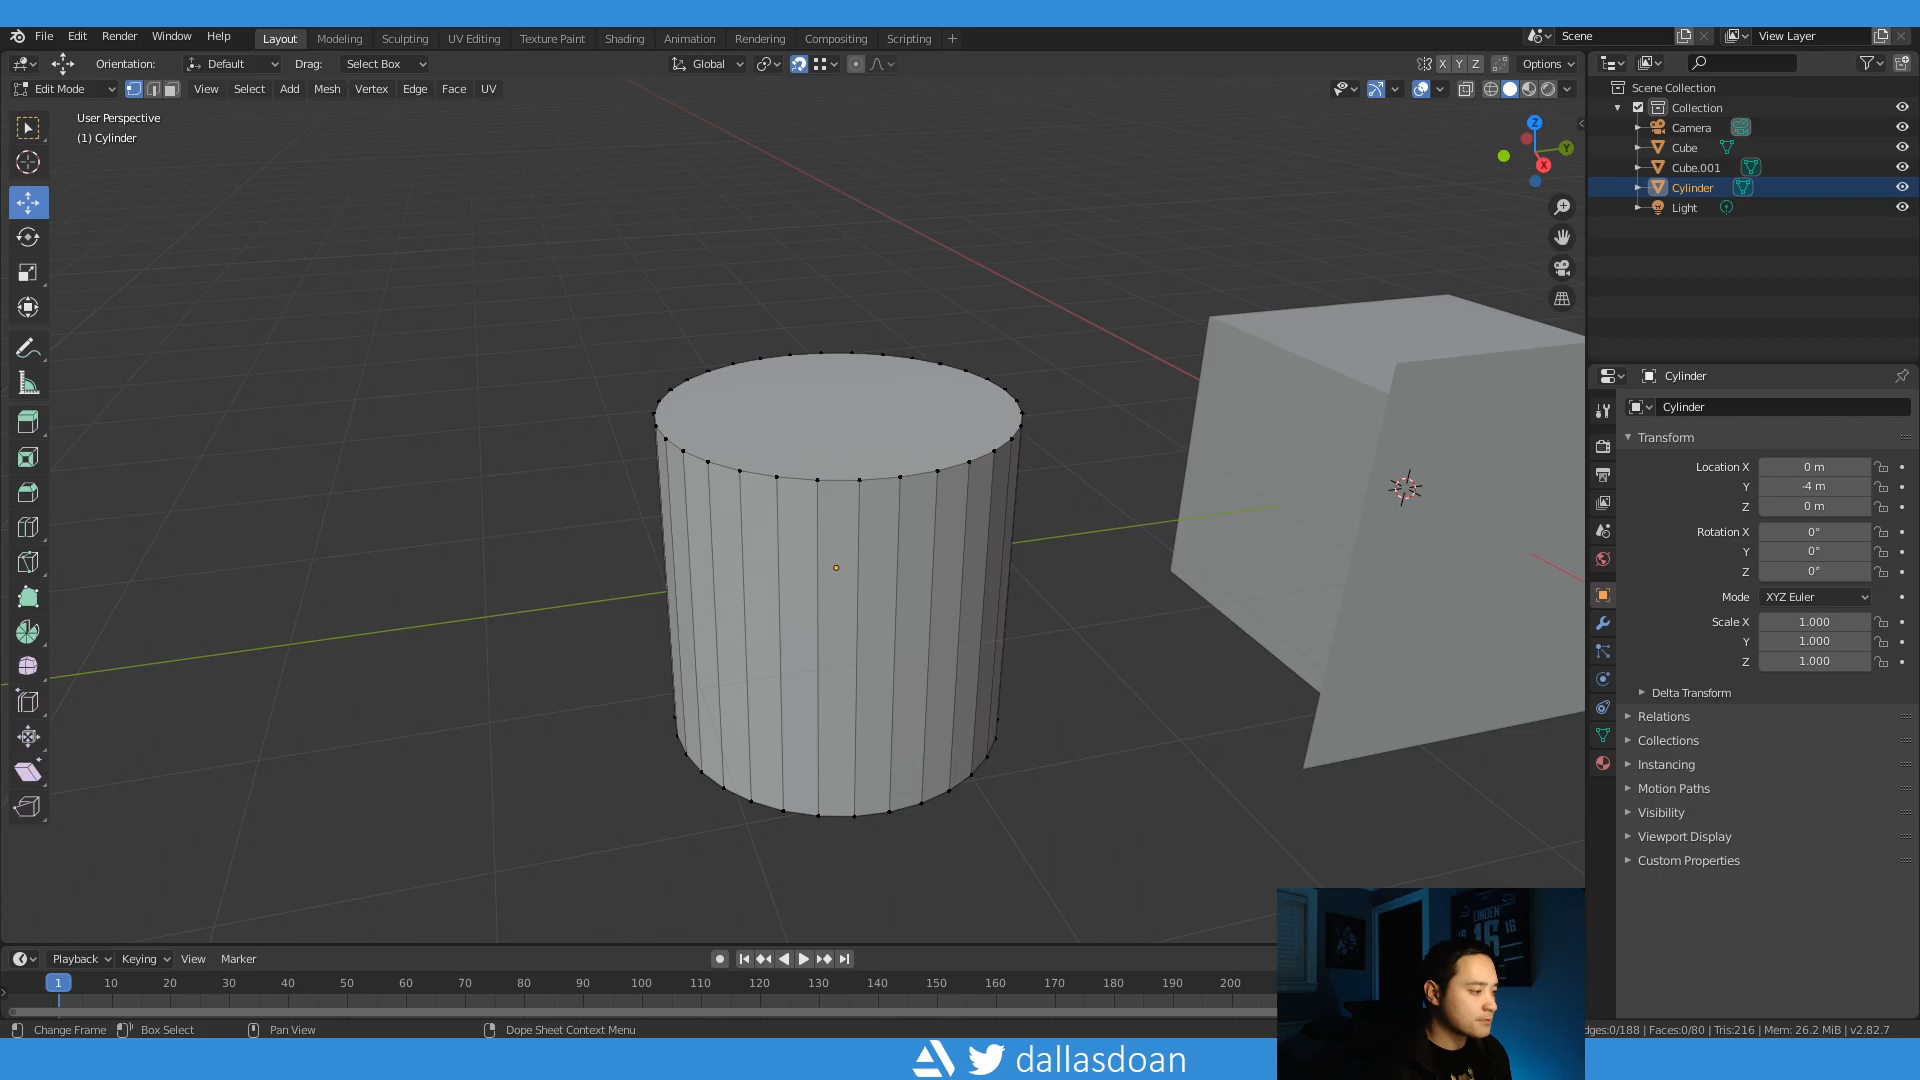 File Edit Render Window Help Layout Modeling Sculpting UV Editing Texture Paint Shading Animation Rendering Compositing Scripting + Scene View Layer
Orientation: Default Drag: Select Box Global X Y Z Options
Edit Mode View Select Add Mesh Vertex Edge Face UV
User Perspective
(1) Cylinder
Z
Y
X
Scene Collection
Collection
Camera
Cube
Cube.001
Cylinder
Light
Cylinder
Cylinder
Transform
Location X 0 m
Y -4 m
Z 0 m
Rotation X 0°
Y 0°
Z 0°
Mode XYZ Euler
Scale X 1.000
Y 1.000
Z 1.000
Delta Transform
Relations
Collections
Instancing
Motion Paths
Visibility
Viewport Display
Custom Properties
LINDEN
16 16 16
Playback Keying View Marker
1 10 20 30 40 50 60 70 80 90 100 110 120 130 140 150 160 170 180 190 200
Change Frame Box Select Pan View Dope Sheet Context Menu
dges:0/188 | Faces:0/80 | Tris:216 | Mem: 26.2 MiB | v2.82.7
dallasdoan